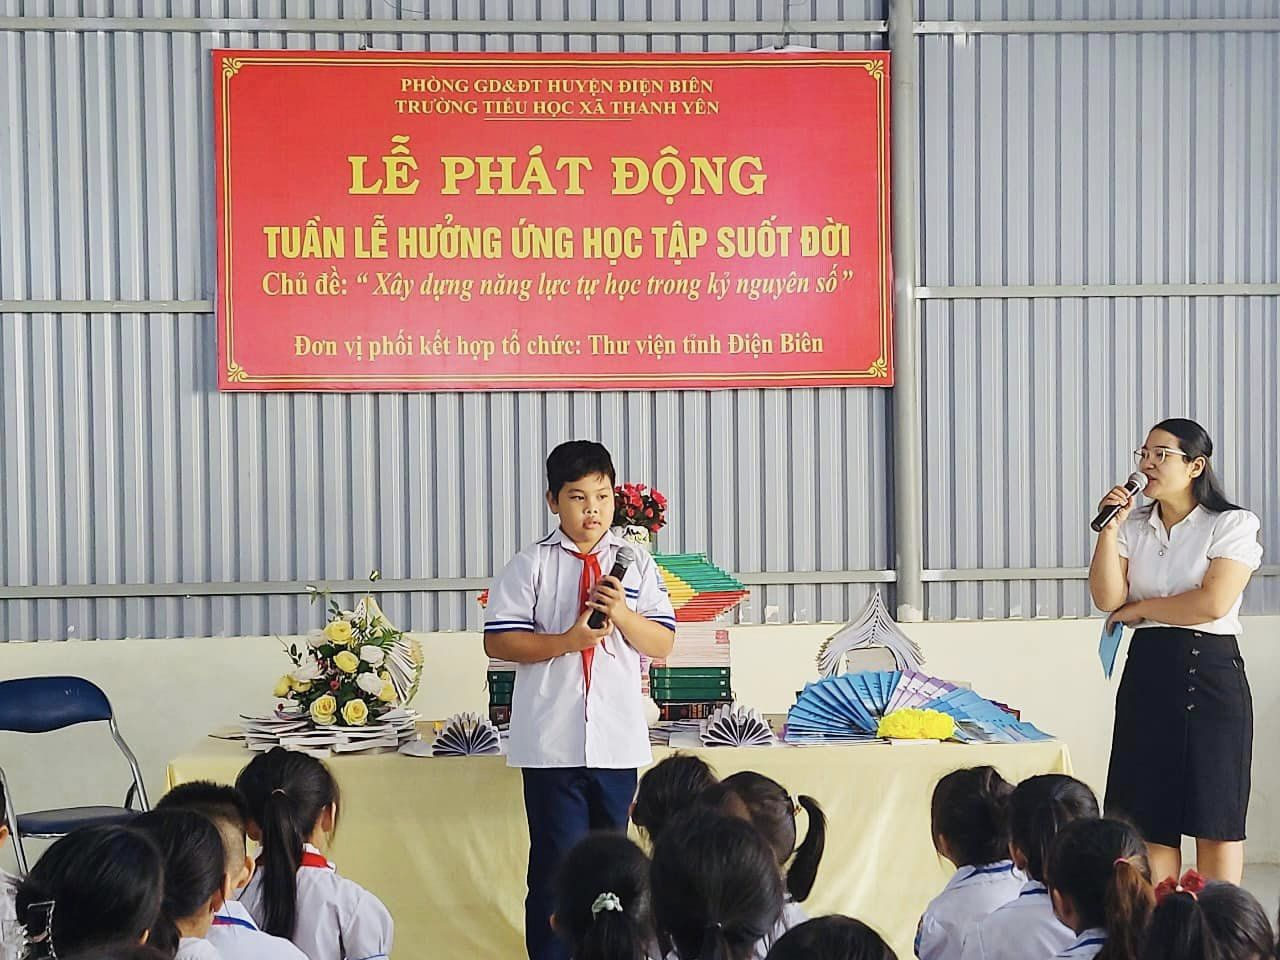 PHÒNG GD&ĐT HUYỆN ĐIỆN BIÊN
TRƯỜNG TIỂU HỌC XÃ THANH YÊN
LỄ PHÁT ĐỘNG
TUẦN LỄ HƯỞNG ỨNG HỌC TẬP SUỐT ĐỜI
Chủ đề: “ Xây dựng năng lực tự học trong kỷ nguyên số”
Đơn vị phối kết hợp tổ chức: Thư viện tỉnh Điện Biên